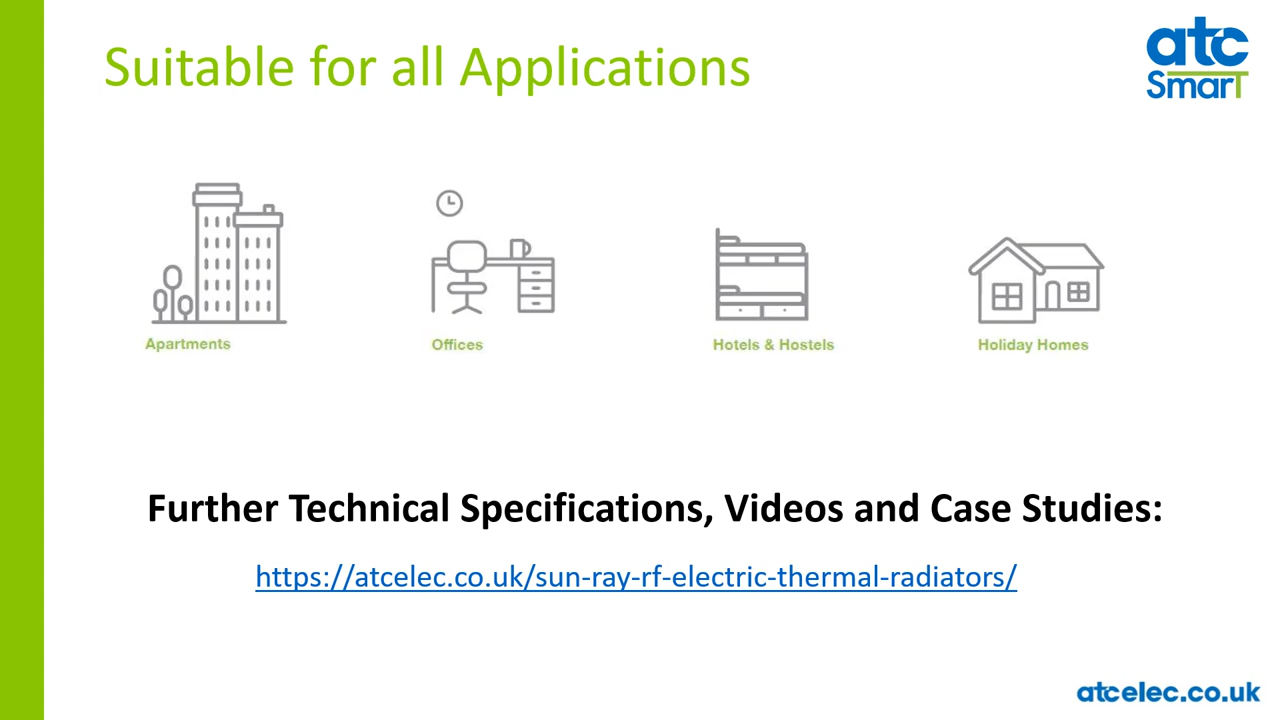 Suitable for all Applications
atc
SmarT
Apartments
Offices
Hotels & Hostels
Holiday Homes
Further Technical Specifications, Videos and Case Studies:
https://atcelec.co.uk/sun-ray-rf-electric-thermal-radiators/
atcelec.co.uk